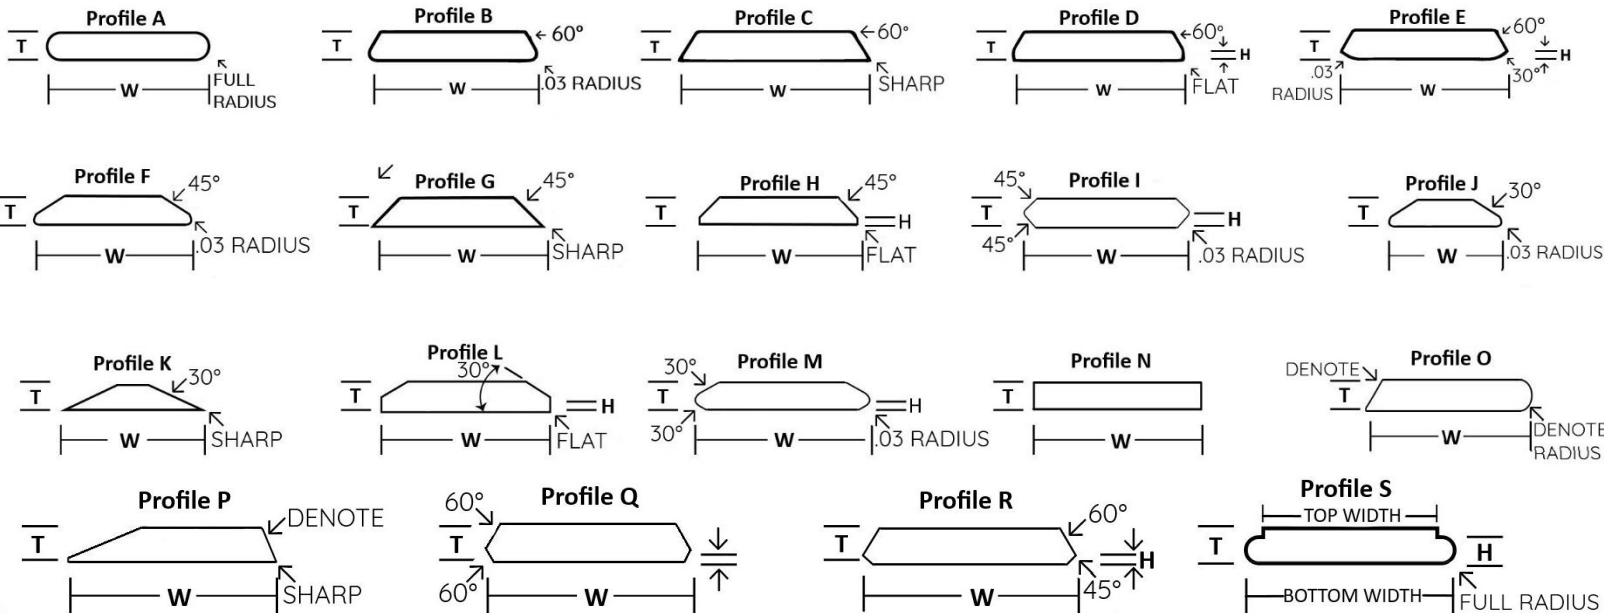 Profile A
T
W
FULL
RADIUS
Profile B
T
60°
W
.03 RADIUS
Profile C
T
60°
W
SHARP
Profile D
T
60°
H
W
FLAT
Profile E
T
60°
H
.03
RADIUS
W
30°
Profile F
T
45°
W
.03 RADIUS
Profile G
T
45°
W
SHARP
Profile H
T
45°
H
W
FLAT
Profile I
45°
T
H
45°
W
.03 RADIUS
Profile J
T
30°
W
.03 RADIUS
Profile K
T
30°
W
SHARP
Profile L
30°
T
H
W
FLAT
Profile M
30°
T
H
30°
W
.03 RADIUS
Profile N
T
W
Profile O
DENOTE
T
W
DENOTE
RADIUS
Profile P
DENOTE
T
W
SHARP
Profile Q
60°
T
60°
W
Profile R
60°
T
H
W
45°
Profile S
TOP WIDTH
T
H
BOTTOM WIDTH
FULL RADIUS